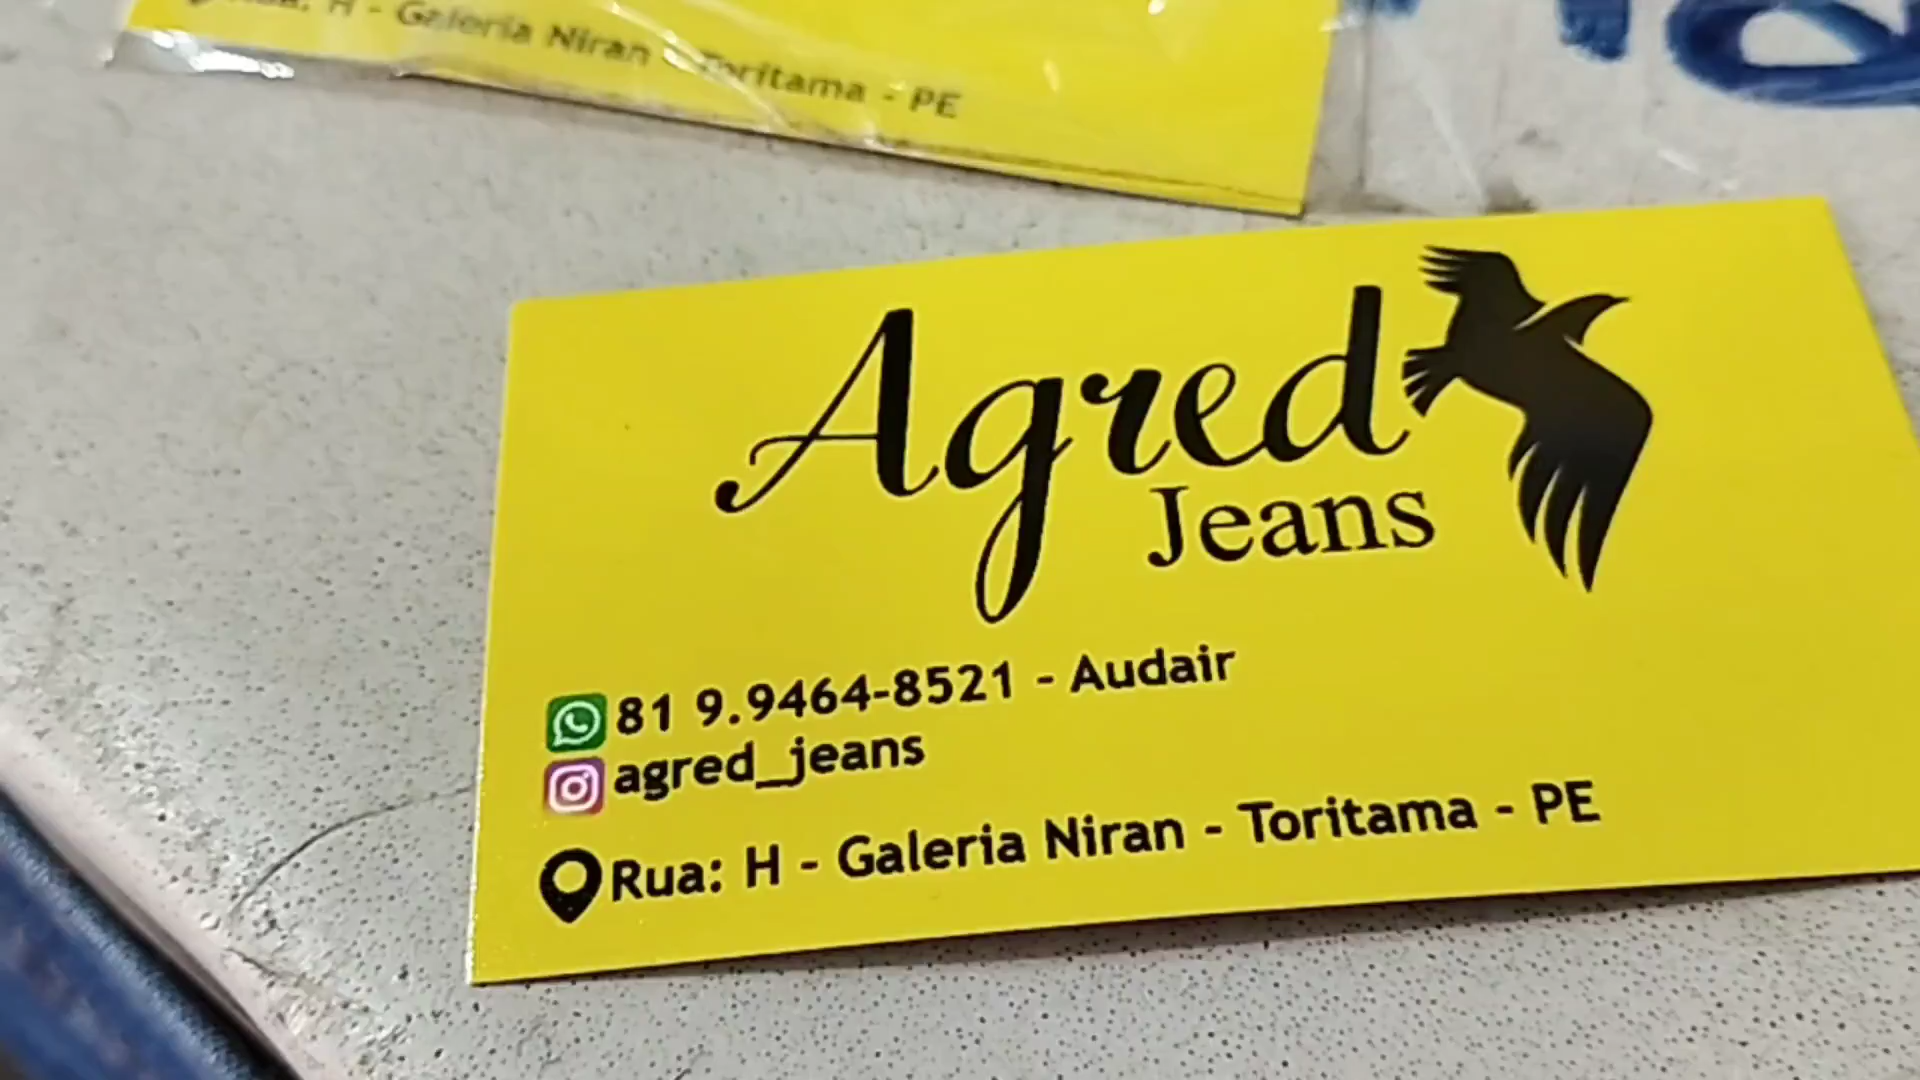 H - Galeria Niran - Toritama - PE
Agred
Jeans
81 9.9464-8521 - Audair
agred_jeans
Rua: H - Galeria Niran - Toritama - PE